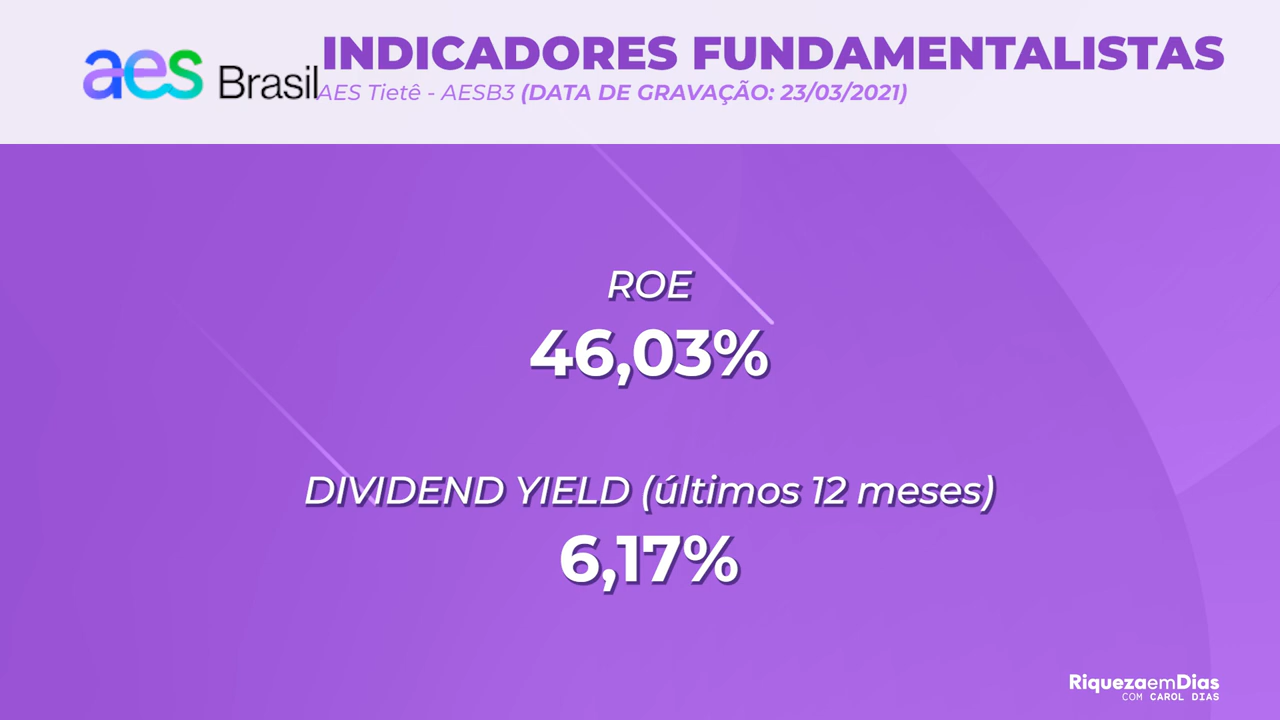 aes Brasil
INDICADORES FUNDAMENTALISTAS
AES Tietê - AESB3 (DATA DE GRAVAÇÃO: 23/03/2021)
ROE
46,03%
DIVIDEND YIELD (últimos 12 meses)
6,17%
RiquezaemDias
COM CAROL DIAS